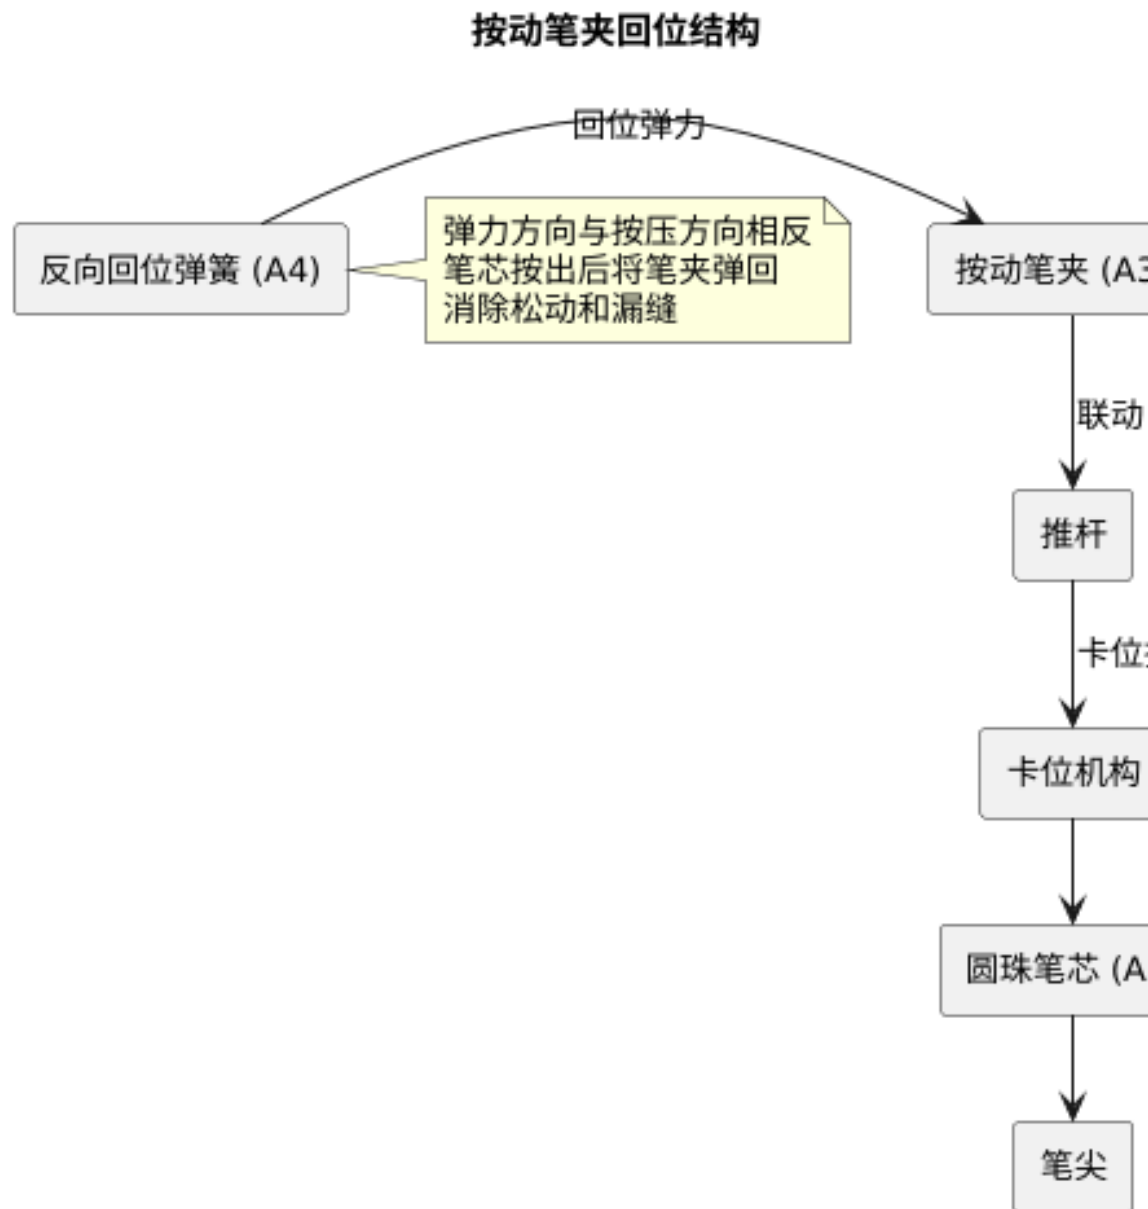 按动笔夹回位结构
回位弹力
反向回位弹簧 (A4)
弹力方向与按压方向相反
笔芯按出后将笔夹弹回
消除松动和漏缝
按动笔夹 (A3
联动
推杆
卡位
卡位机构
圆珠笔芯 (A
笔尖